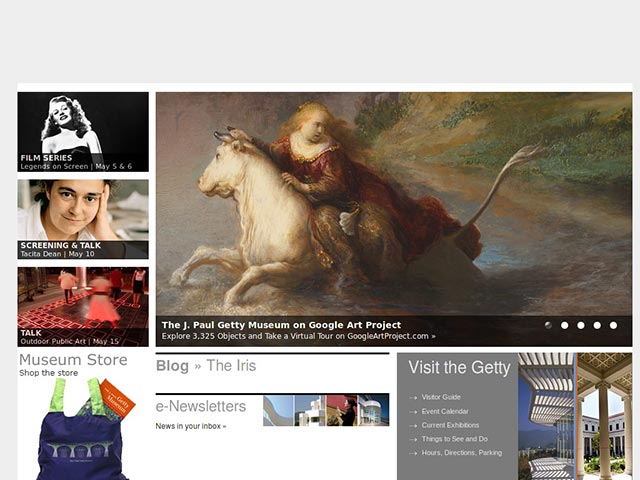 FILM SERIES
Legends on Screen | May 5 & 6
SCREENING & TALK
Tacita Dean | May 10
TALK
Outdoor Public Art | May 15
The J. Paul Getty Museum on Google Art Project
Explore 3,325 Objects and Take a Virtual Tour on GoogleArtProject.com »
Museum Store
Shop the store
The Getty Museum
Blog » The Iris
e-Newsletters
News in your inbox »
Visit the Getty
Visitor Guide
Event Calendar
Current Exhibitions
Things to See and Do
Hours, Directions, Parking